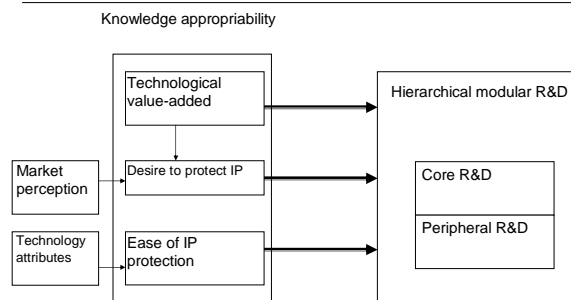 Knowledge appropriability
Technological
value-added
Hierarchical modular R&D
Market
perception
Desire to protect IP
Core R&D
Technology
attributes
Ease of IP
protection
Peripheral R&D